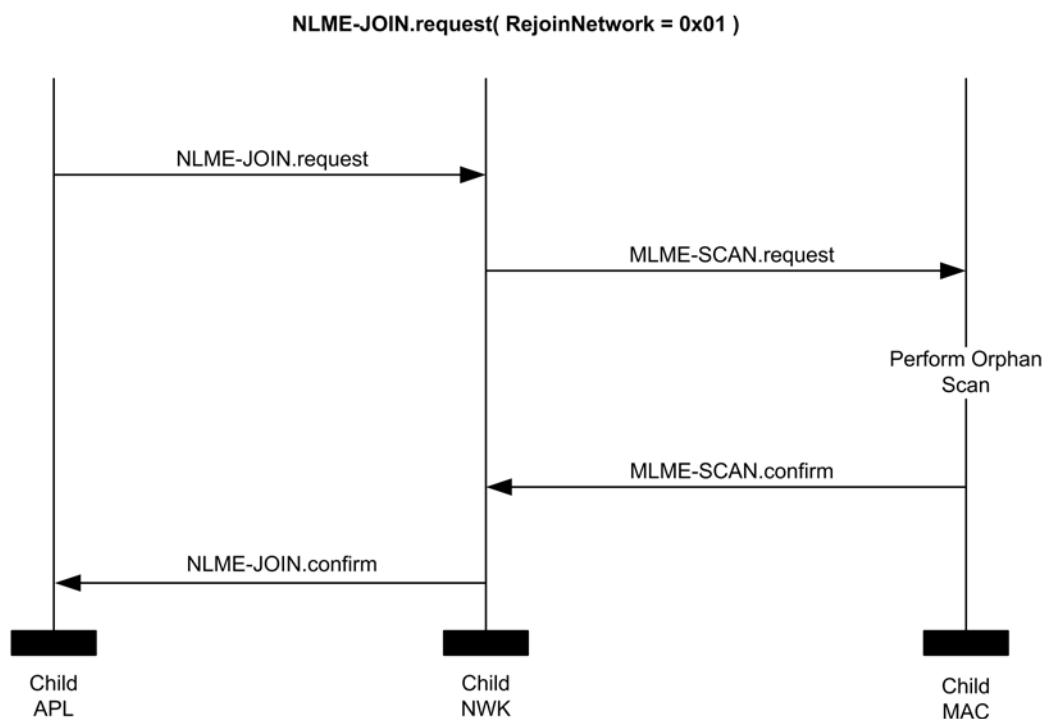 NLME-JOIN.request( RejoinNetwork = 0x01 )
NLME-JOIN.request
MLME-SCAN.request
Perform Orphan
Scan
MLME-SCAN.confirm
NLME-JOIN.confirm
Child
APL
Child
NWK
Child
MAC